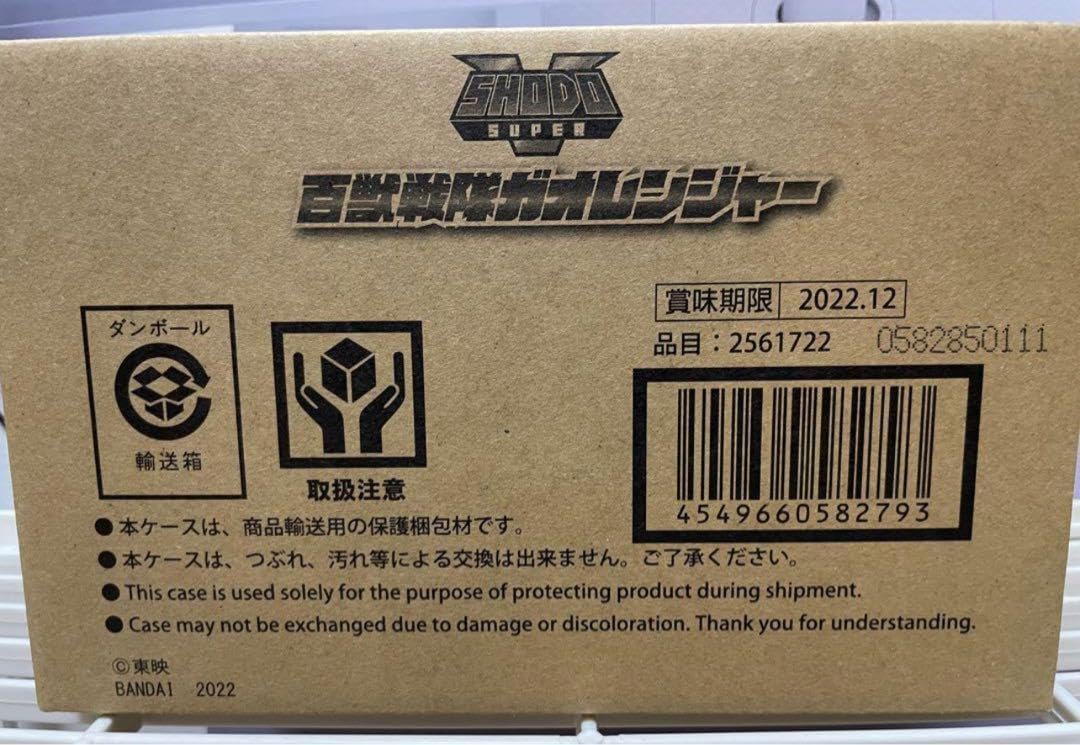 SHODO
SUPER
百獣戦隊ガオレンジャー
賞味期限 2022.12
品目：2561722 0582850111
ダンボール
輸送箱
取扱注意
4549660582793
●本ケースは、商品輸送用の保護梱包材です。
●本ケースは、つぶれ、汚れ等による交換は出来ません。ご了承ください。
●This case is used solely for the purpose of protecting product during shipment.
●Case may not be exchanged due to damage or discoloration. Thank you for understanding.
©東映
BANDAI 2022